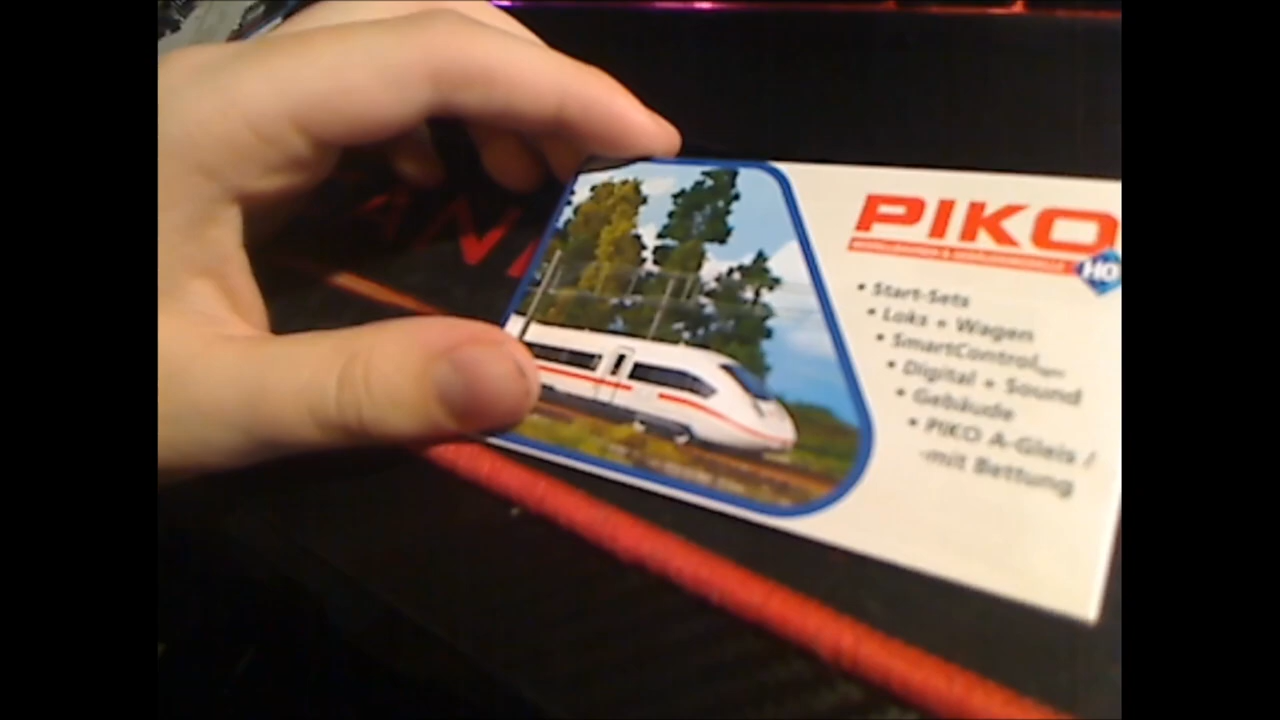 PIKO
H0
• Start-Sets
• Loks + Wagen
• SmartControl
• Digital + Sound
• Gebäude
• PIKO A-Gleis /
-mit Bettung